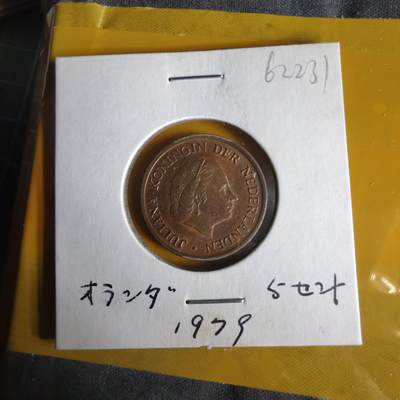 62231
JULIANA KONINGIN DER NEDERLANDEN
オランダ 5セント
1979